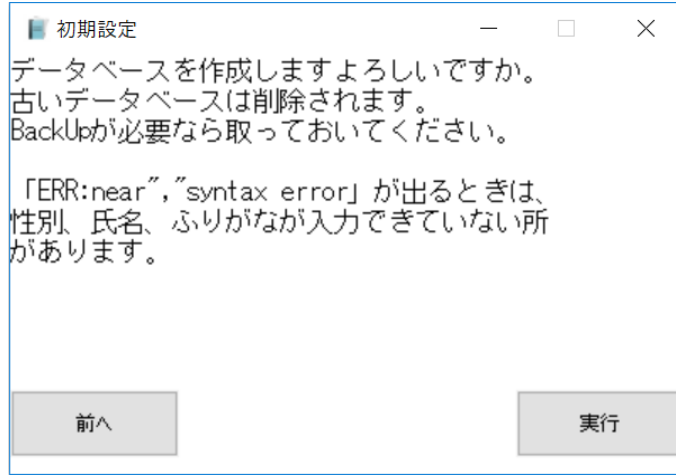 初期設定
データベースを作成しますよろしいですか。
古いデータベースは削除されます。
BackUpが必要なら取っておいてください。
「ERR:near","syntax error」が出るときは、
性別、氏名、ふりがなが入力できていない所
があります。
前へ
実行